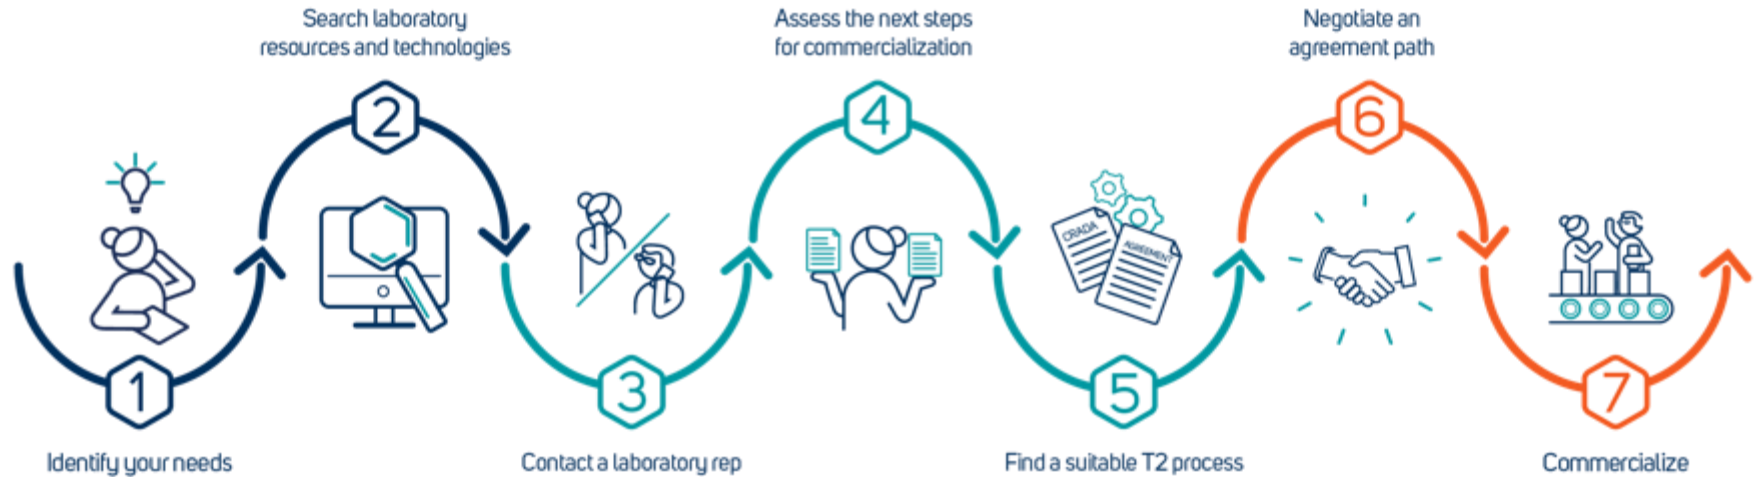 1
Identify your needs
Search laboratory
resources and technologies
2
3
Contact a laboratory rep
Assess the next steps
for commercialization
4
CRADA
AGREEMENT
5
Find a suitable T2 process
Negotiate an
agreement path
6
7
Commercialize